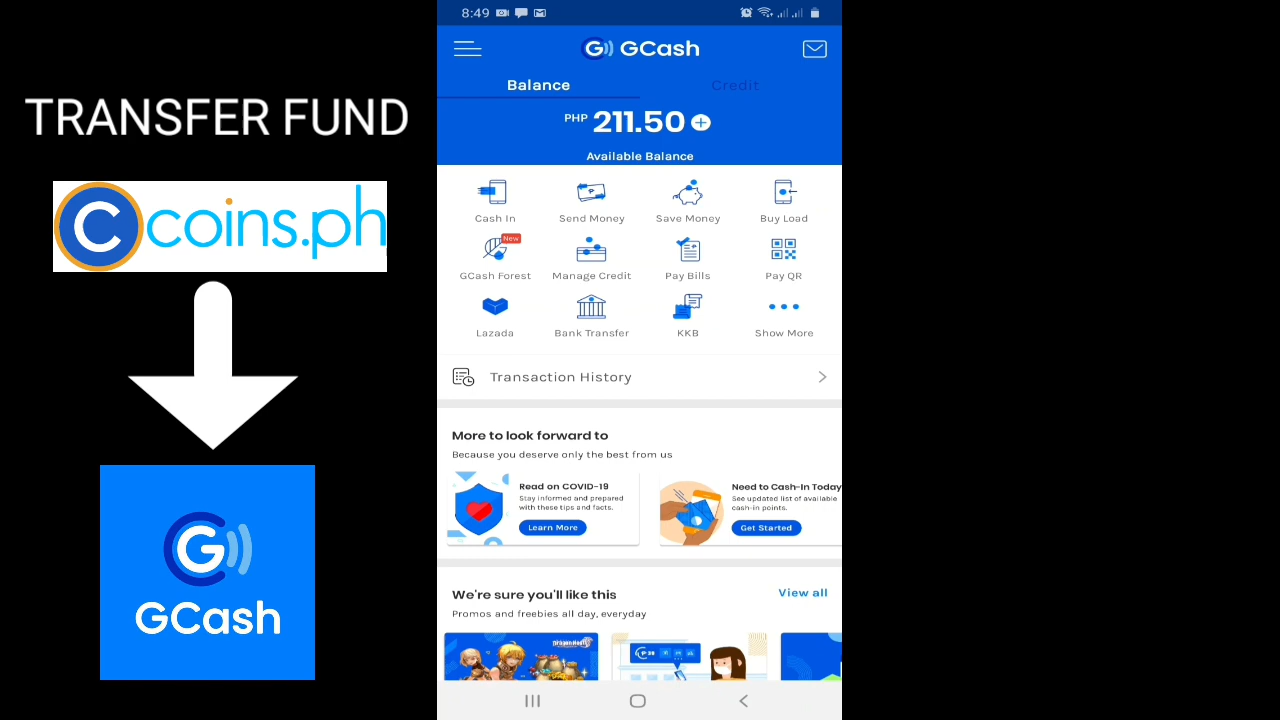 TRANSFER FUND
C coins.ph
G
GCash
8:49
G GCash
Balance
Credit
PHP 211.50
Available Balance
Cash In
Send Money
Save Money
Buy Load
New
GCash Forest
Manage Credit
Pay Bills
Pay QR
Lazada
Bank Transfer
KKB
Show More
Transaction History
More to look forward to
Because you deserve only the best from us
Read on COVID-19
Stay informed and prepared
with these tips and facts.
Learn More
Need to Cash-In Today
See updated list of available
cash-in points.
Get Started
We're sure you'll like this
View all
Promos and freebies all day, everyday